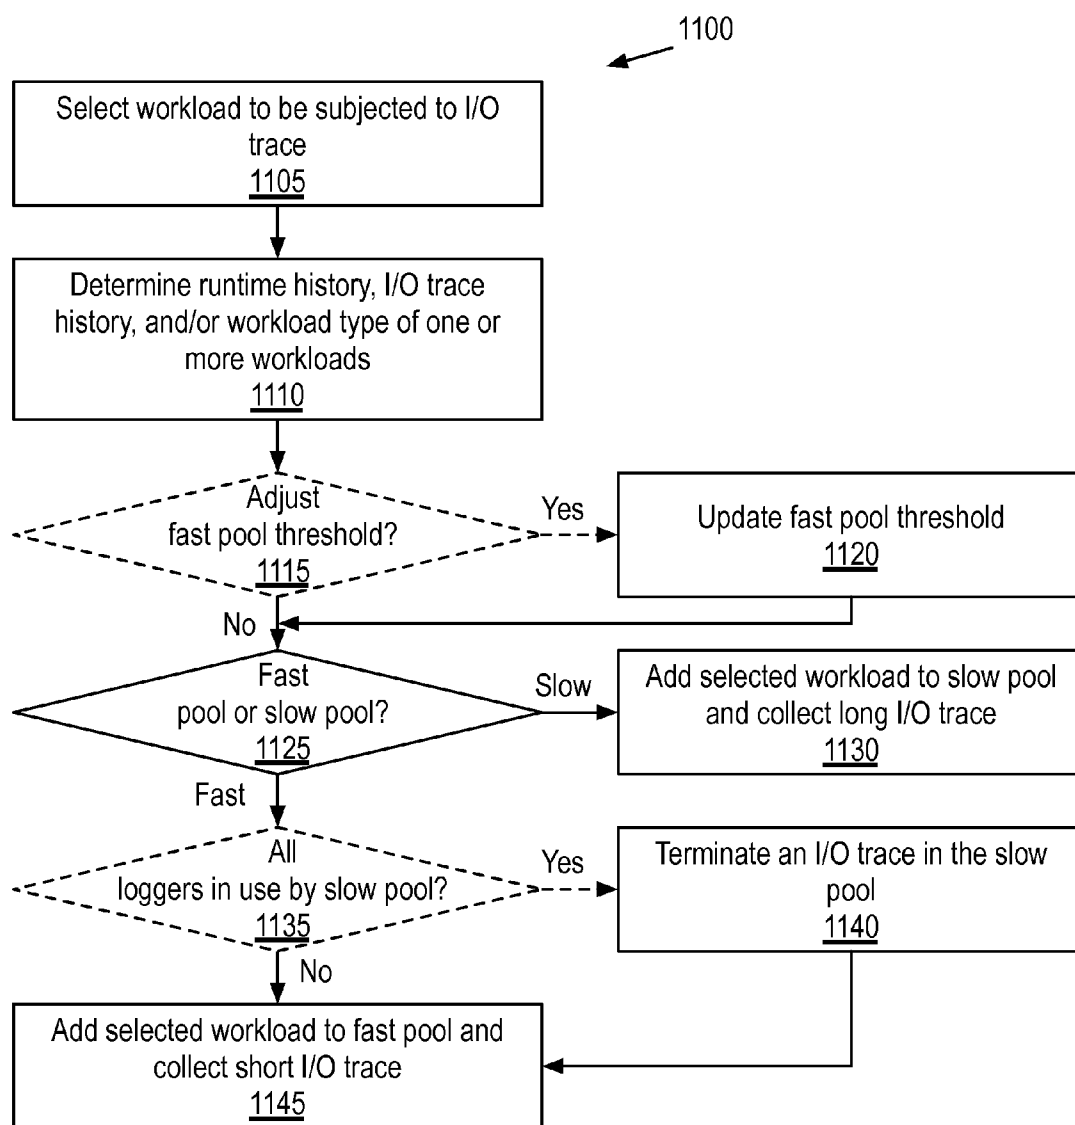 1100
Select workload to be subjected to I/O
trace
1105
Determine runtime history, I/O trace
history, and/or workload type of one or
more workloads
1110
Adjust
fast pool threshold?
1115
Yes
Update fast pool threshold
1120
No
Fast
pool or slow pool?
1125
Slow
Add selected workload to slow pool
and collect long I/O trace
1130
Fast
All
loggers in use by slow pool?
1135
Yes
Terminate an I/O trace in the slow
pool
1140
No
Add selected workload to fast pool and
collect short I/O trace
1145